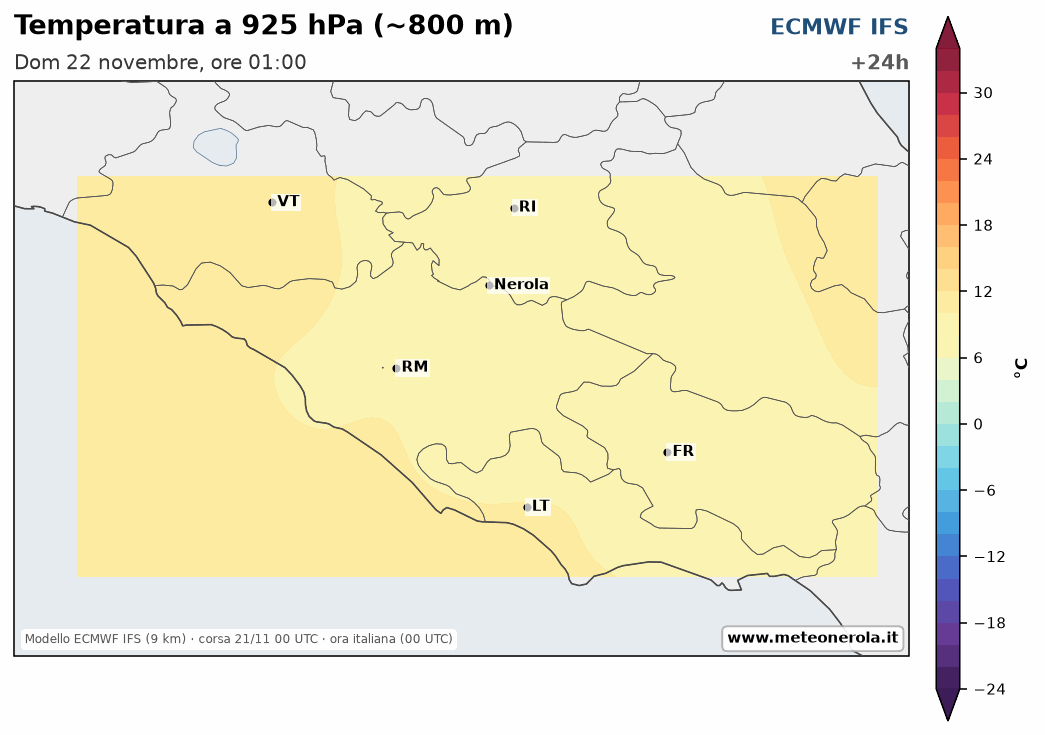 Temperatura a 925 hPa (~800 m)
ECMWF IFS
Dom 22 novembre, ore 01:00
+24h
VT
RI
Nerola
RM
FR
LT
30
24
18
12
6
0
−6
−12
−18
−24
°C
Modello ECMWF IFS (9 km) · corsa 21/11 00 UTC · ora italiana (00 UTC)
www.meteonerola.it